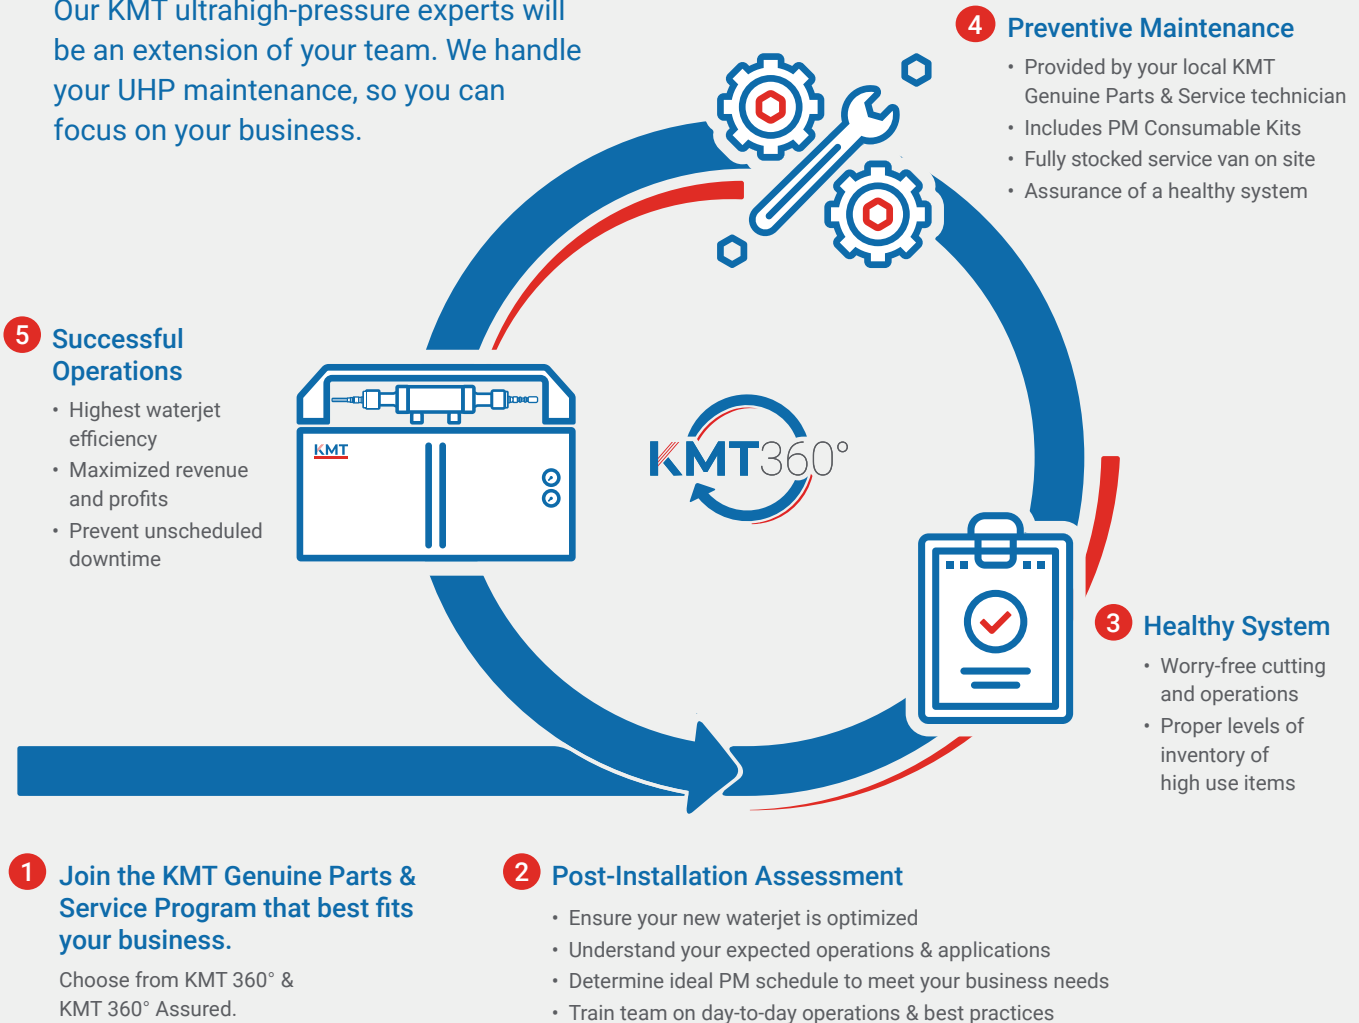 Our KMT ultrahigh-pressure experts will
be an extension of your team. We handle
your UHP maintenance, so you can
focus on your business.
4 Preventive Maintenance
• Provided by your local KMT
Genuine Parts & Service technician
• Includes PM Consumable Kits
• Fully stocked service van on site
• Assurance of a healthy system
5 Successful
Operations
• Highest waterjet
efficiency
• Maximized revenue
and profits
• Prevent unscheduled
downtime
KMT
KMT360°
3 Healthy System
• Worry-free cutting
and operations
• Proper levels of
inventory of
high use items
1 Join the KMT Genuine Parts &
Service Program that best fits
your business.
Choose from KMT 360° &
KMT 360° Assured.
2 Post-Installation Assessment
• Ensure your new waterjet is optimized
• Understand your expected operations & applications
• Determine ideal PM schedule to meet your business needs
• Train team on day-to-day operations & best practices